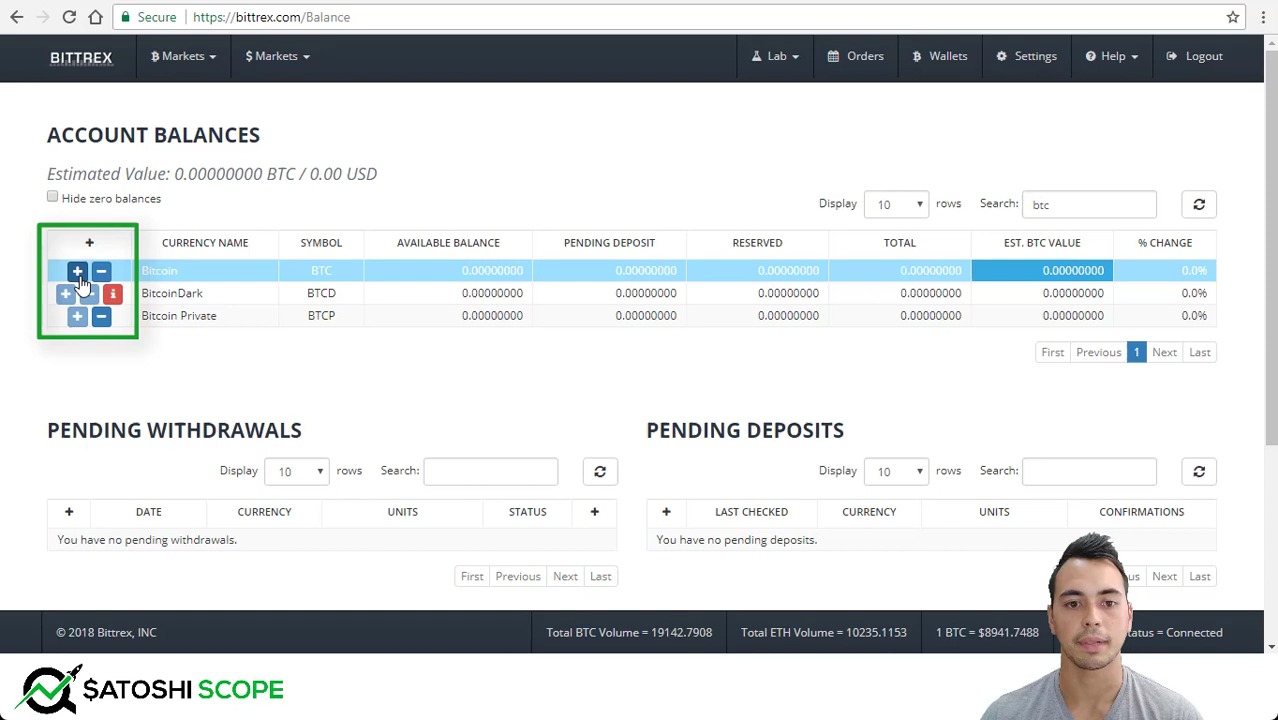 Secure https://bittrex.com/Balance
BITTREX Markets $ Markets Lab Orders Wallets Settings Help Logout
ACCOUNT BALANCES
Estimated Value: 0.00000000 BTC / 0.00 USD
Hide zero balances
Display 10 rows Search: btc
+ CURRENCY NAME SYMBOL AVAILABLE BALANCE PENDING DEPOSIT RESERVED TOTAL EST. BTC VALUE % CHANGE
Bitcoin BTC 0.00000000 0.00000000 0.00000000 0.00000000 0.00000000 0.0%
BitcoinDark BTCD 0.00000000 0.00000000 0.00000000 0.00000000 0.00000000 0.0%
Bitcoin Private BTCP 0.00000000 0.00000000 0.00000000 0.00000000 0.00000000 0.0%
First Previous 1 Next Last
PENDING WITHDRAWALS
Display 10 rows Search:
+ DATE CURRENCY UNITS STATUS +
You have no pending withdrawals.
First Previous Next Last
PENDING DEPOSITS
Display 10 rows Search:
+ LAST CHECKED CURRENCY UNITS CONFIRMATIONS
You have no pending deposits.
Next Last
© 2018 Bittrex, INC Total BTC Volume = 19142.7908 Total ETH Volume = 10235.1153 1 BTC = $8941.7488 = Connected
$ATOSHI SCOPE